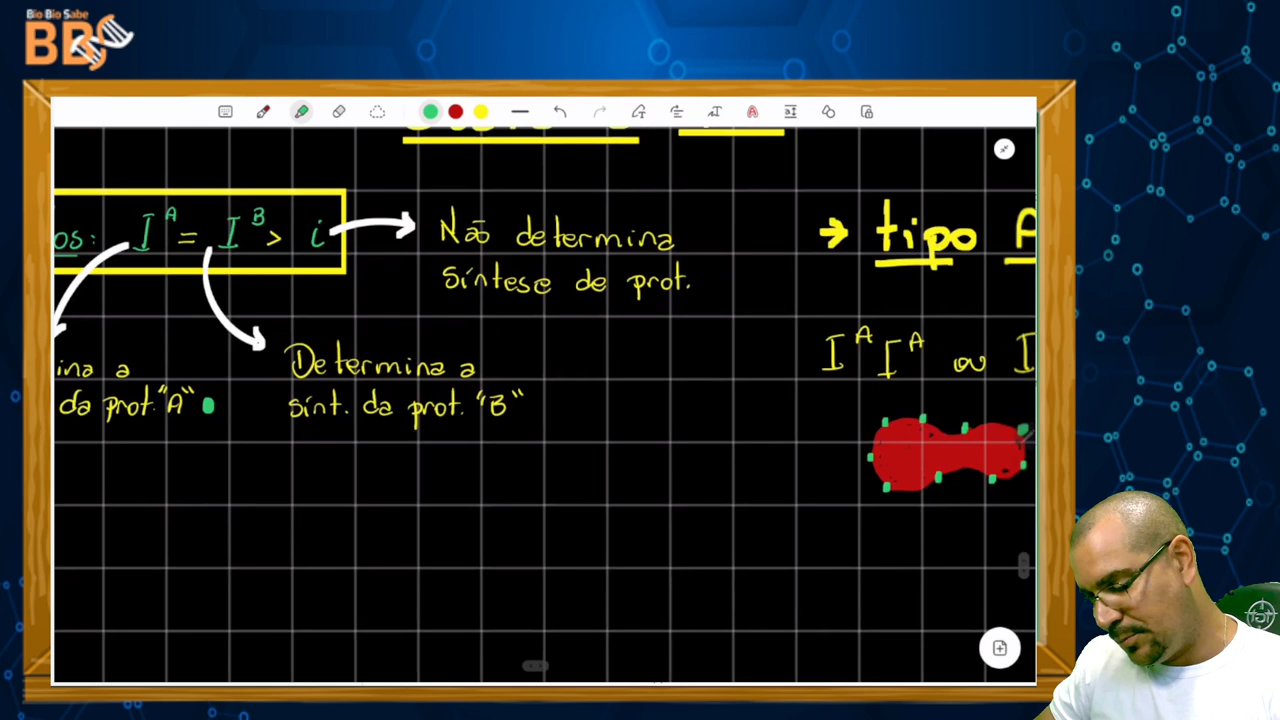 Bio Bio Sabe
BBS
os: I^A = I^B > i
Não determina
síntese de prot.
→ tipo A
ina a
da prot. "A"
Determina a
sínt. da prot. "B"
I^A I^A ou I